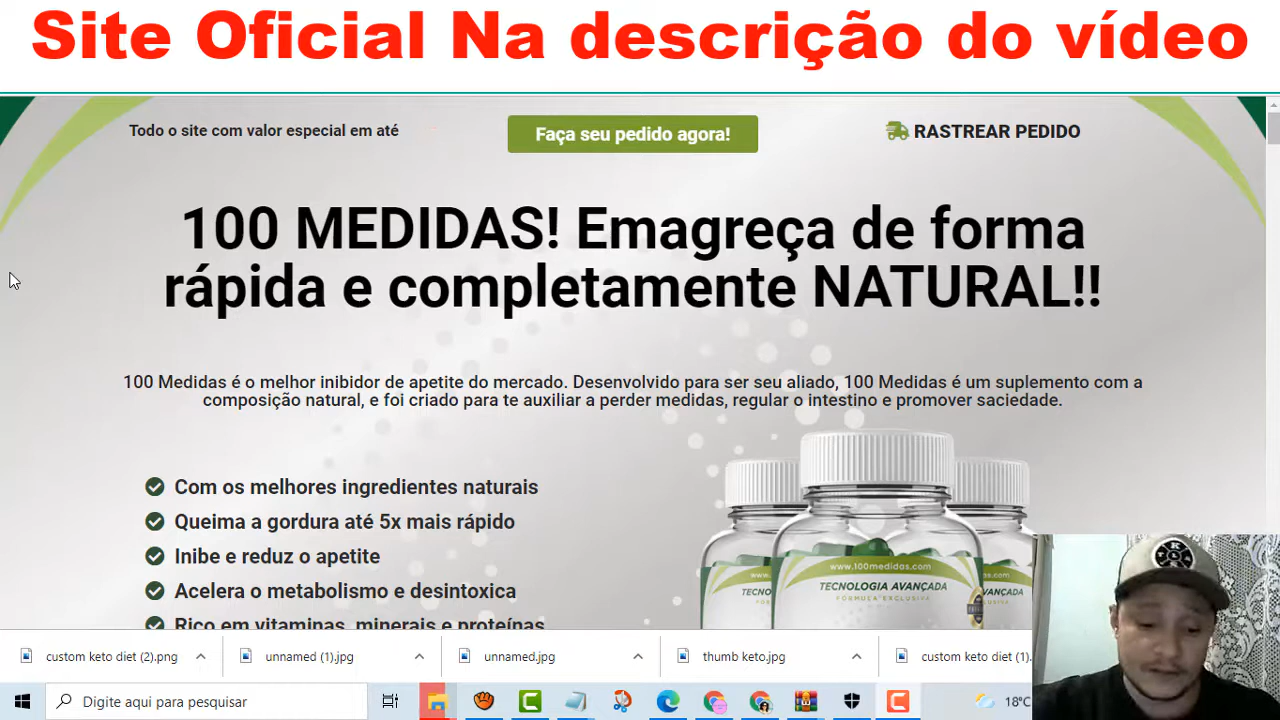 Site Oficial Na descrição do vídeo
Todo o site com valor especial em até
Faça seu pedido agora!
RASTREAR PEDIDO
100 MEDIDAS! Emagreça de forma
rápida e completamente NATURAL!!
100 Medidas é o melhor inibidor de apetite do mercado. Desenvolvido para ser seu aliado, 100 Medidas é um suplemento com a
composição natural, e foi criado para te auxiliar a perder medidas, regular o intestino e promover saciedade.
Com os melhores ingredientes naturais
Queima a gordura até 5x mais rápido
Inibe e reduz o apetite
Acelera o metabolismo e desintoxica
Rico em vitaminas, minerais e proteínas
www.100medidas.com
TECNOLOGIA AVANÇADA
FÓRMULA EXCLUSIVA
custom keto diet (2).png
unnamed (1).jpg
unnamed.jpg
thumb keto.jpg
custom keto diet (1).
Digite aqui para pesquisar
18°C